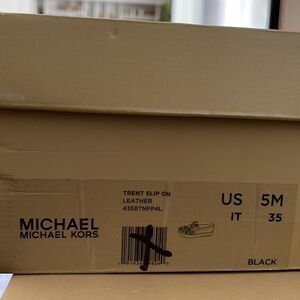 TRENT SLIP ON
LEATHER
43S8TNFP4L
US 5M
IT 35
MICHAEL
MICHAEL KORS
BLACK